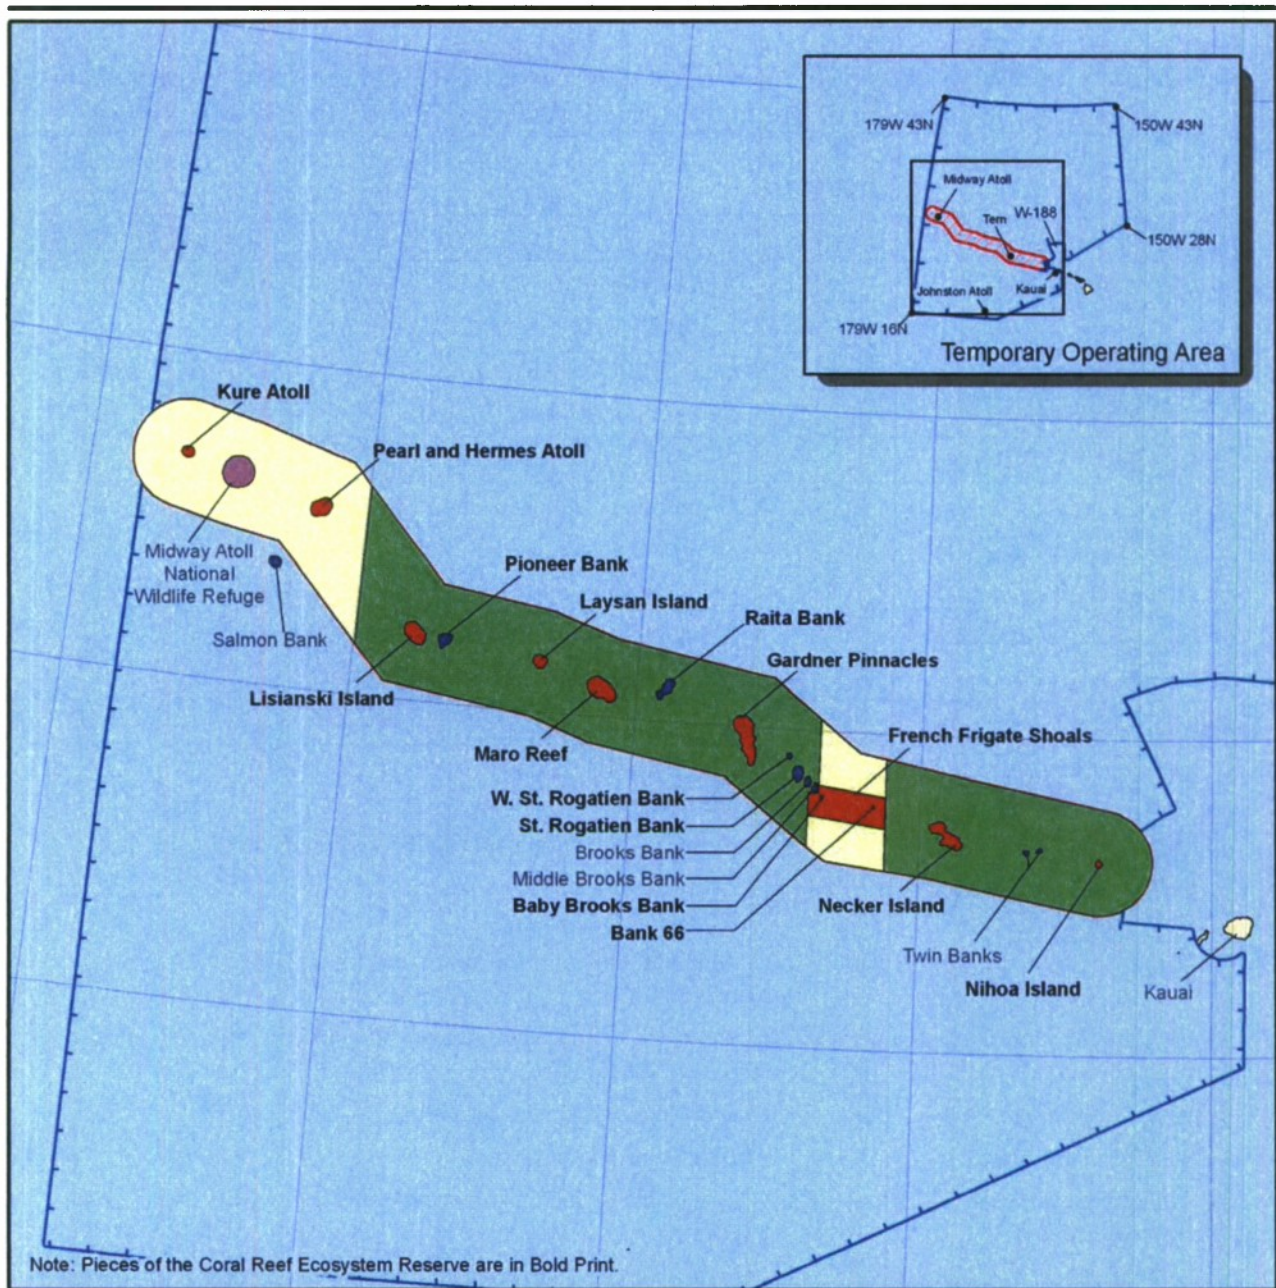 179W 43N
150W 43N
Midway Atoll
Tern
W-188
150W 28N
Johnston Atoll
Kauai
179W 16N
Temporary Operating Area
Kure Atoll
Pearl and Hermes Atoll
Midway Atoll
National
Wildlife Refuge
Salmon Bank
Pioneer Bank
Laysan Island
Raita Bank
Lisianski Island
Gardner Pinnacles
Maro Reef
French Frigate Shoals
W. St. Rogatien Bank
St. Rogatien Bank
Brooks Bank
Middle Brooks Bank
Baby Brooks Bank
Bank 66
Necker Island
Twin Banks
Nihoa Island
Kauai
Note: Pieces of the Coral Reef Ecosystem Reserve are in Bold Print.